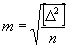 m = √([Δ²]/n)